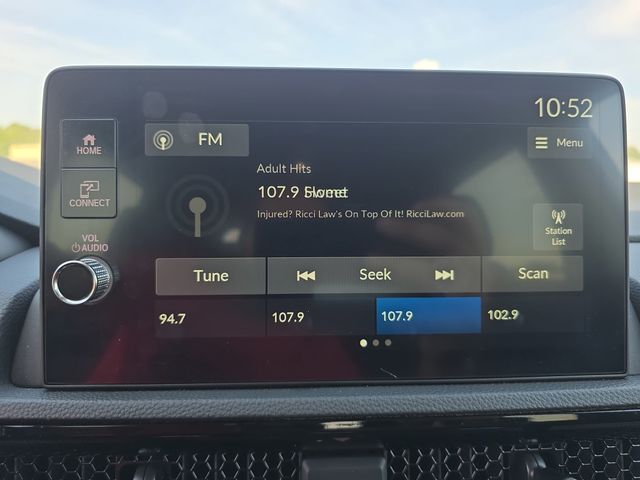 10:52
HOME
FM
Menu
Adult Hits
107.9
CONNECT
Injured? Ricci Law's On Top Of It! RicciLaw.com
Station
List
VOL
AUDIO
Tune
Seek
Scan
94.7
107.9
107.9
102.9